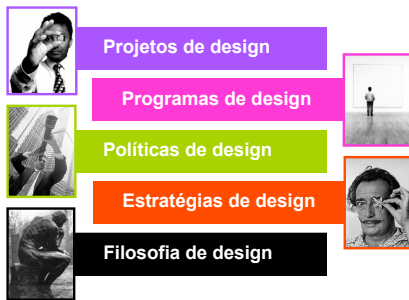 Projetos de design
Programas de design
Políticas de design
Estratégias de design
Filosofia de design